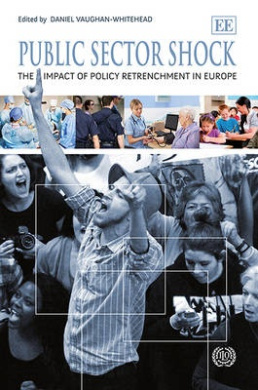 Edited by DANIEL VAUGHAN-WHITEHEAD
EE
PUBLIC SECTOR SHOCK
THE IMPACT OF POLICY RETRENCHMENT IN EUROPE